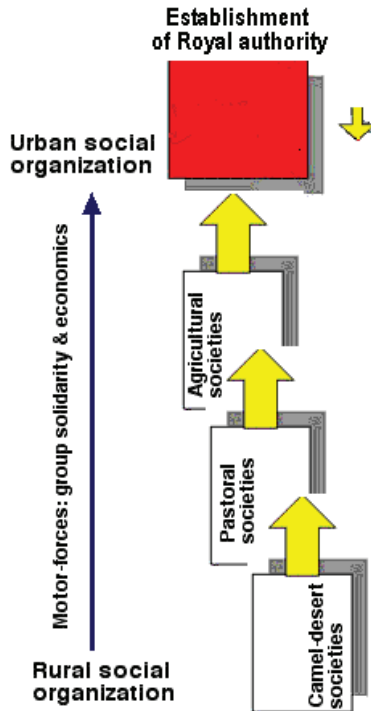 Establishment
of Royal authority
Urban social
organization
Motor-forces: group solidarity & economics
Agricultural
societies
Pastoral
societies
Camel-desert
societies
Rural social
organization